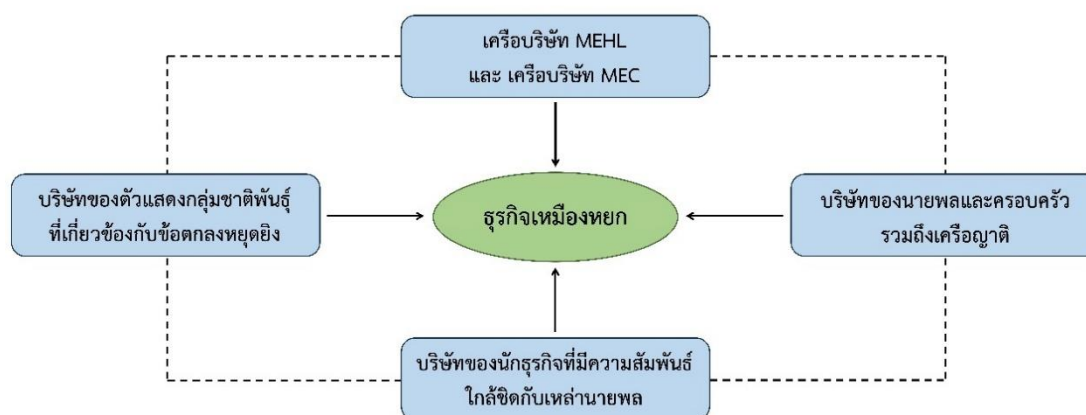 เครือบริษัท MEHL
และ เครือบริษัท MEC
บริษัทของตัวแสดงกลุ่มชาติพันธุ์
ที่เกี่ยวข้องกับข้อตกลงหยุดยิง
ธุรกิจเหมืองหยก
บริษัทของนายพลและครอบครัว
รวมถึงเครือญาติ
บริษัทของนักธุรกิจที่มีความสัมพันธ์
ใกล้ชิดกับเหล่านายพล